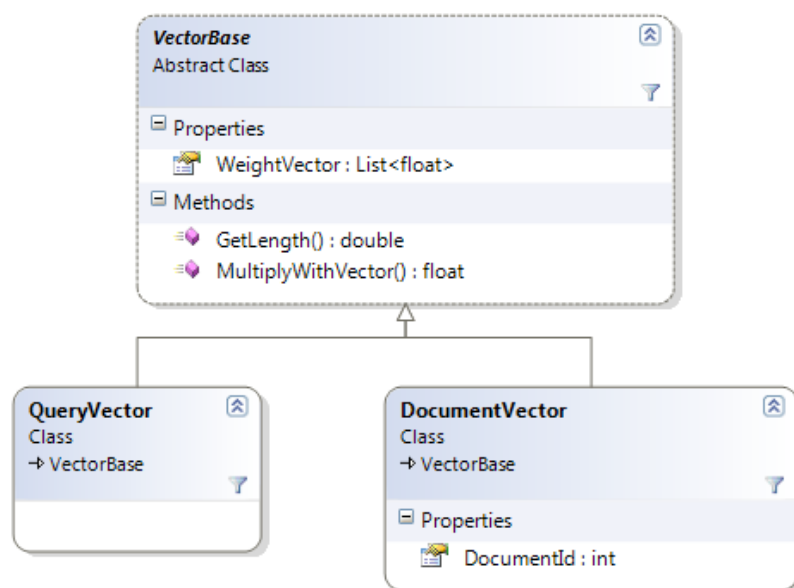 VectorBase
Abstract Class
Properties
WeightVector : List<float>
Methods
GetLength() : double
MultiplyWithVector() : float
QueryVector
Class
VectorBase
DocumentVector
Class
VectorBase
Properties
DocumentId : int